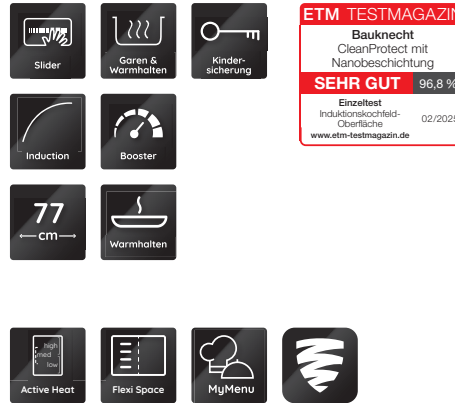 Slider
Garen &
Warmhalten
Kinder-
sicherung
ETM TESTMAGAZIN
Bauknecht
CleanProtect mit
Nanobeschichtung
SEHR GUT 96,8 %
Einzeltest
Induktionskochfeld-
Oberfläche
02/2025
www.etm-testmagazin.de
Induction
Booster
77
cm
Warmhalten
high
med
low
Active Heat
Flexi Space
MyMenu